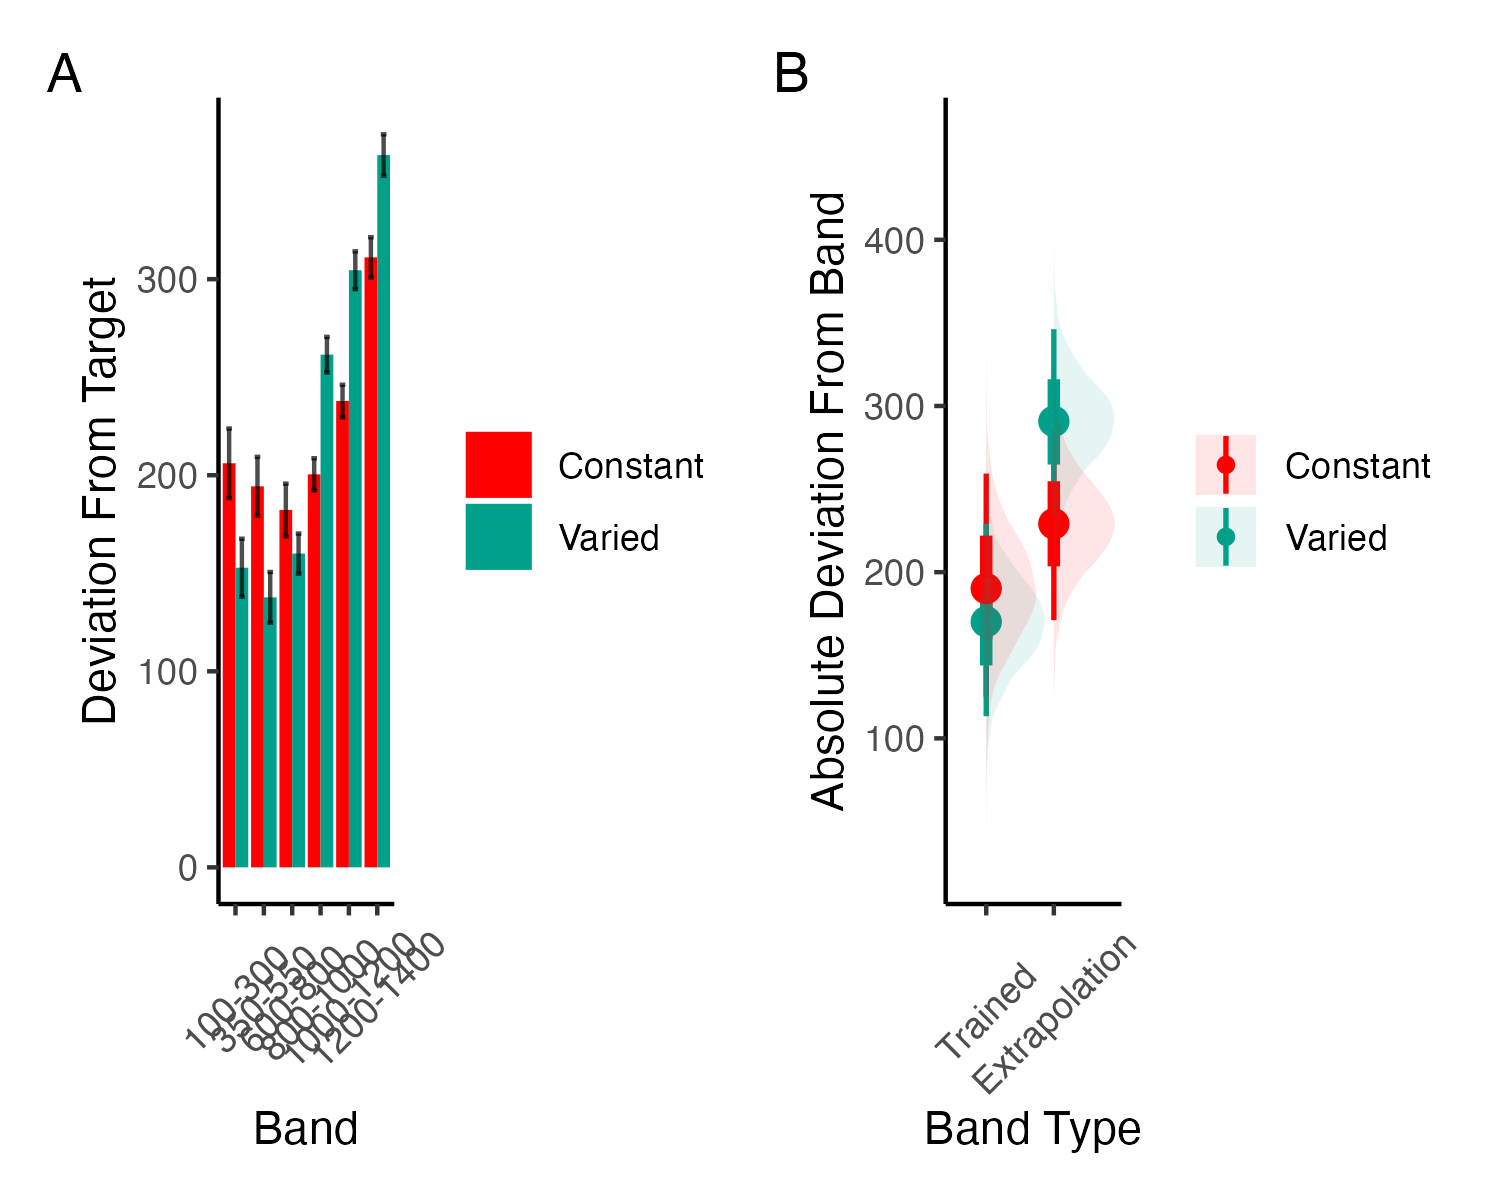 A
Deviation From Target
300
200
100
0
100-300
350-550
600-800
800-1000
1000-1200
1200-1400
Band
Constant
Varied
B
Absolute Deviation From Band
400
300
200
100
Trained
Extrapolation
Band Type
Constant
Varied